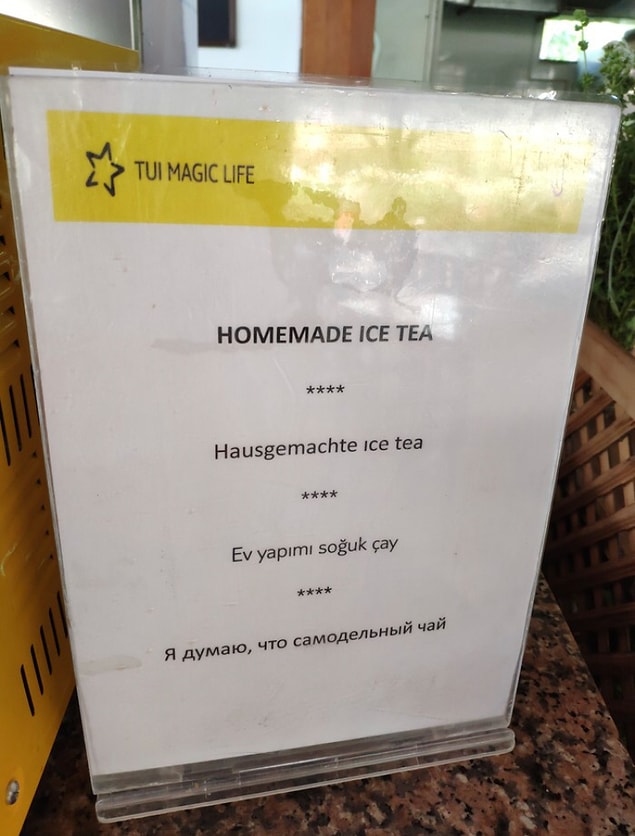 TUI MAGIC LIFE
HOMEMADE ICE TEA
****
Hausgemachte ıce tea
****
Ev yapımı soğuk çay
****
Я думаю, что самодельный чай